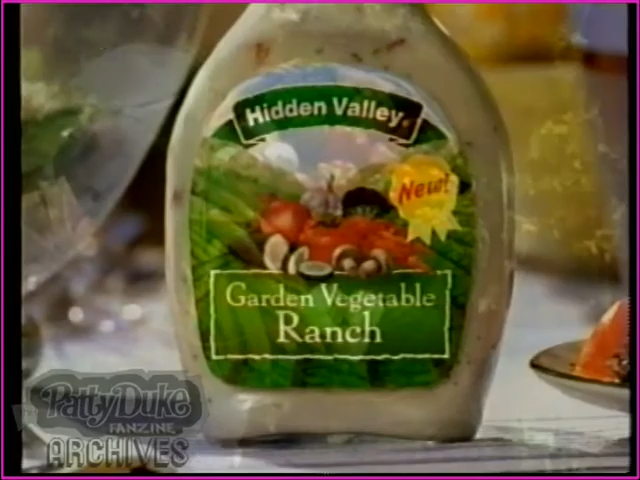 Hidden Valley®
New!
Garden Vegetable
Ranch
Patty Duke
FANZINE
ARCHIVES